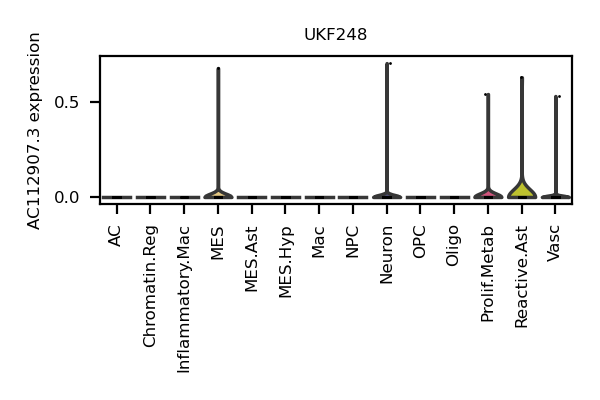 UKF248
AC112907.3 expression
0.5
0.0
AC
Chromatin.Reg
Inflammatory.Mac
MES
MES.Ast
MES.Hyp
Mac
NPC
Neuron
OPC
Oligo
Prolif.Metab
Reactive.Ast
Vasc